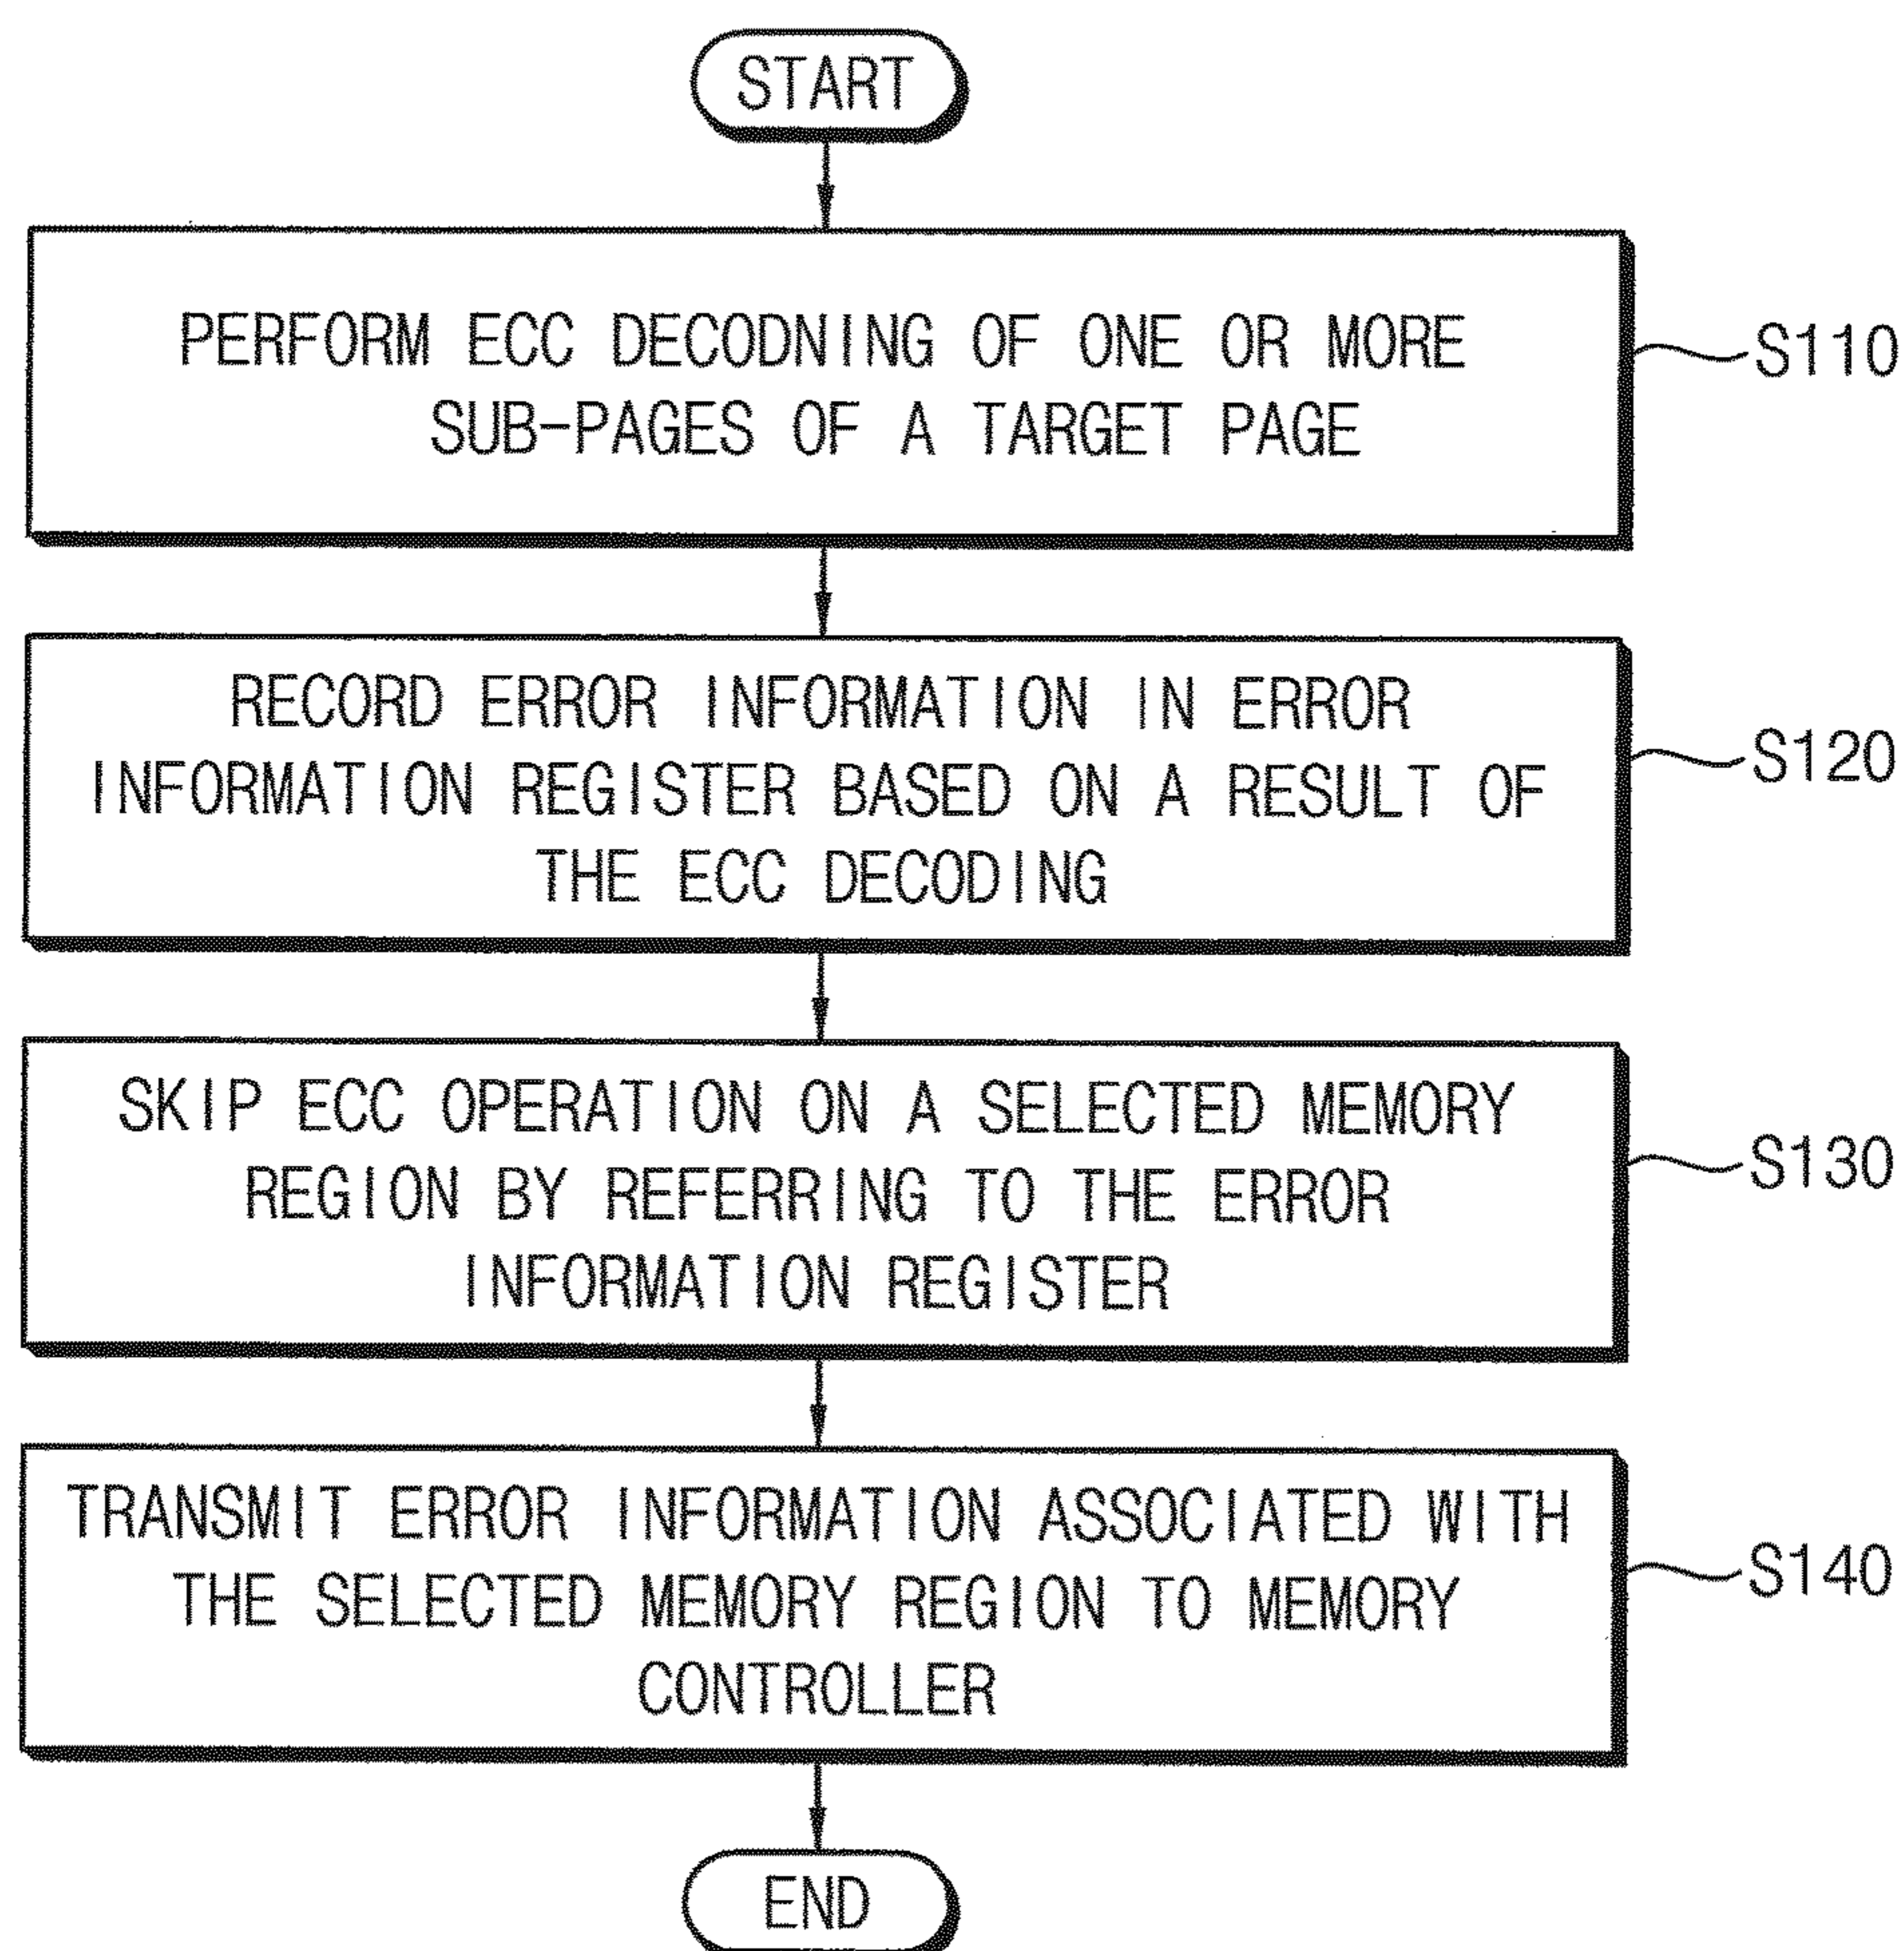 START
PERFORM ECC DECODNING OF ONE OR MORE
SUB-PAGES OF A TARGET PAGE
S110
RECORD ERROR INFORMATION IN ERROR
INFORMATION REGISTER BASED ON A RESULT OF
THE ECC DECODING
S120
SKIP ECC OPERATION ON A SELECTED MEMORY
REGION BY REFERRING TO THE ERROR
INFORMATION REGISTER
S130
TRANSMIT ERROR INFORMATION ASSOCIATED WITH
THE SELECTED MEMORY REGION TO MEMORY
CONTROLLER
S140
END